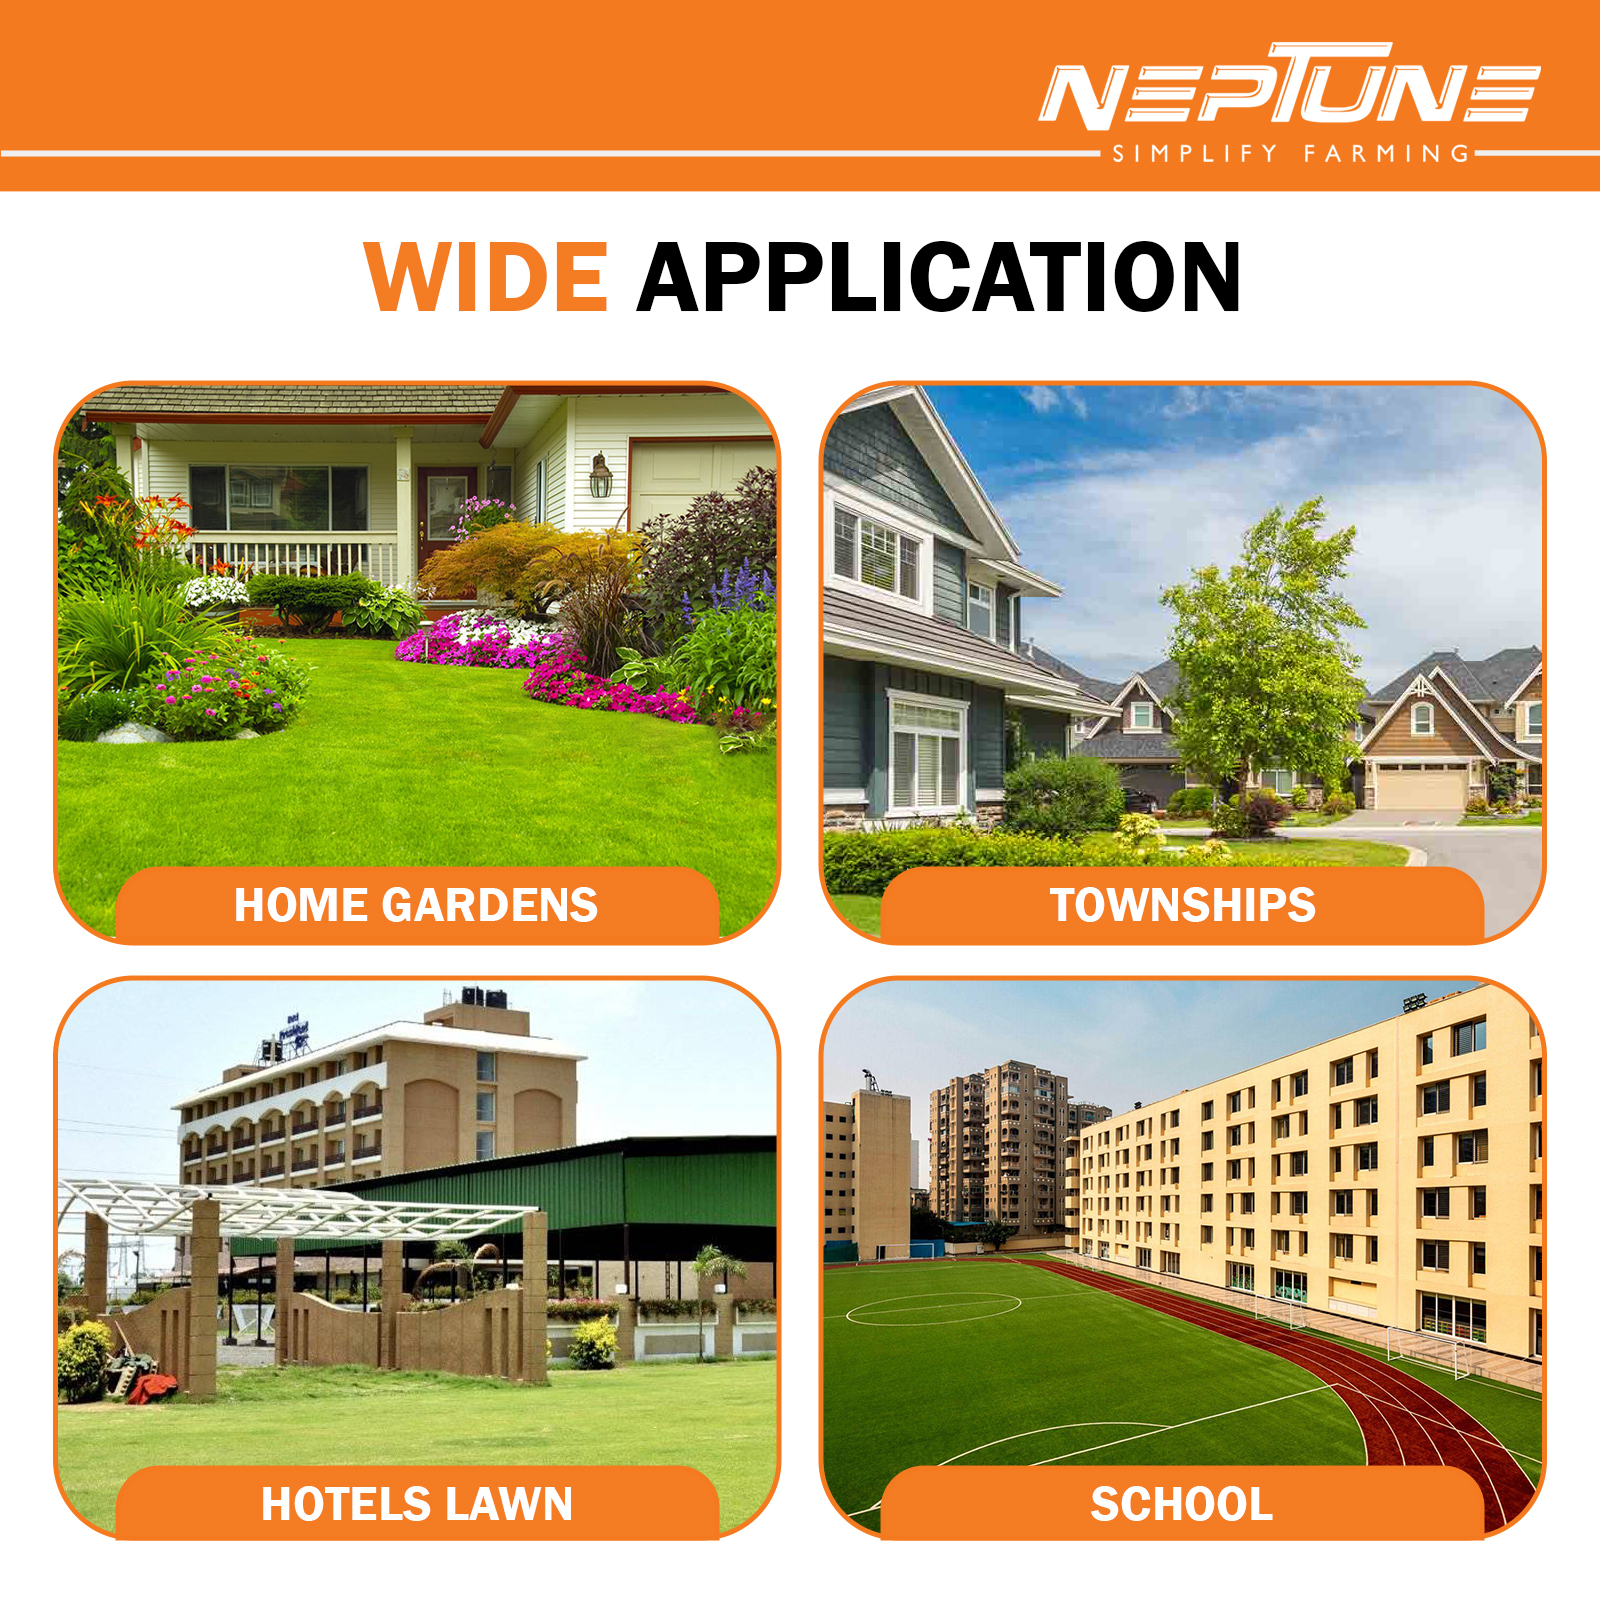 NEPTUNE
SIMPLIFY FARMING
WIDE APPLICATION
HOME GARDENS
TOWNSHIPS
HOTELS LAWN
SCHOOL